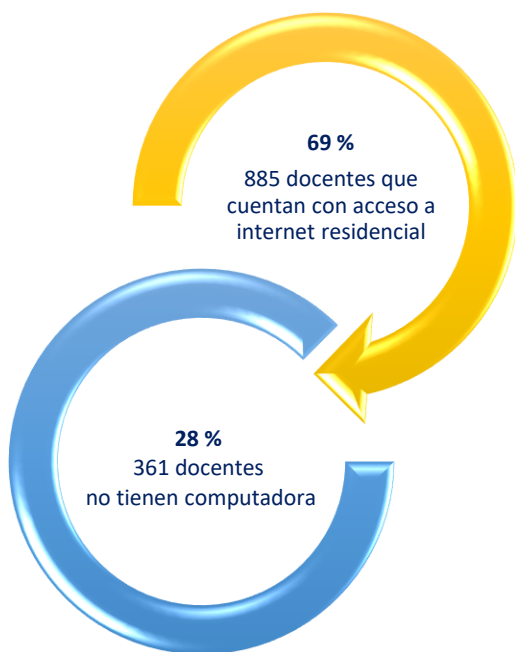 69 %
885 docentes que
cuentan con acceso a
internet residencial
28 %
361 docentes
no tienen computadora